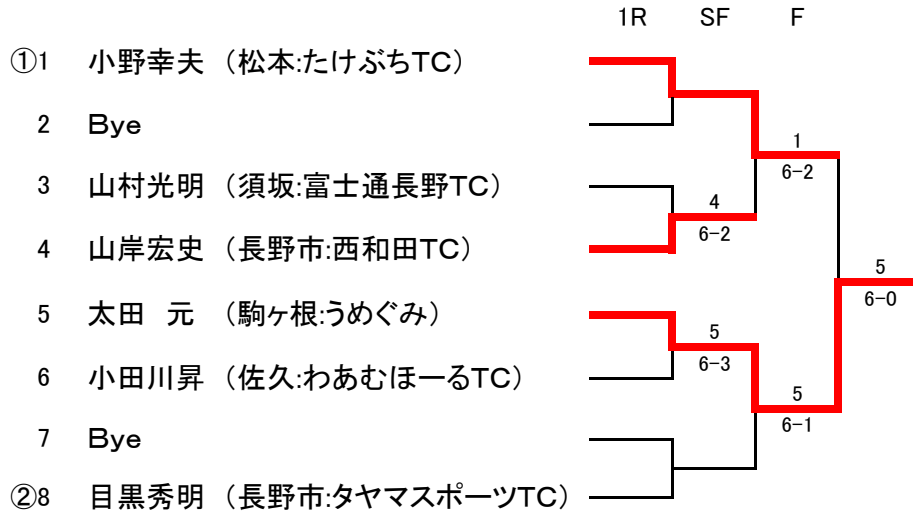 1R SF F
①1 小野幸夫 (松本:たけぶちTC)
2 Bye
1
6-2
3 山村光明 (須坂:富士通長野TC)
4
6-2
4 山岸宏史 (長野市:西和田TC)
5
6-0
5 太田 元 (駒ヶ根:うめぐみ)
5
6-3
6 小田川昇 (佐久:わあむほーるTC)
5
6-1
7 Bye
②8 目黒秀明 (長野市:タヤマスポーツTC)